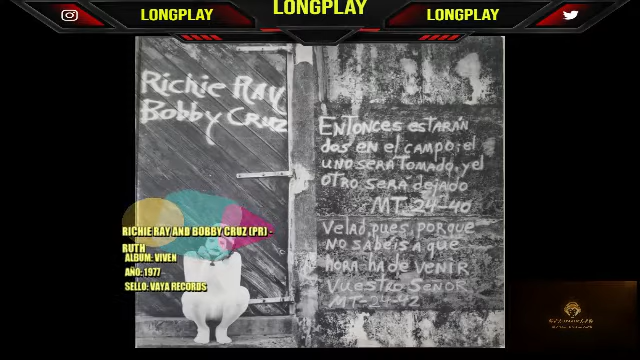 LONGPLAY
LONGPLAY
LONGPLAY
Richie RAY
Bobby CRUZ
ENTONCES ESTARÁN
dos en el campo; el
UNO SERÁ TOMADO, y el
OTRO SERÁ dejado
MT-24-40
Velad, pues, porque
NO SABÉIS A QUE
HORA ha de VENIR
Vuestro Señor
MT-24-42
RICHIE RAY AND BOBBY CRUZ (PR) -
RUTH
ALBUM: VIVEN
AÑO: 1977
SELLO: VAYA RECORDS